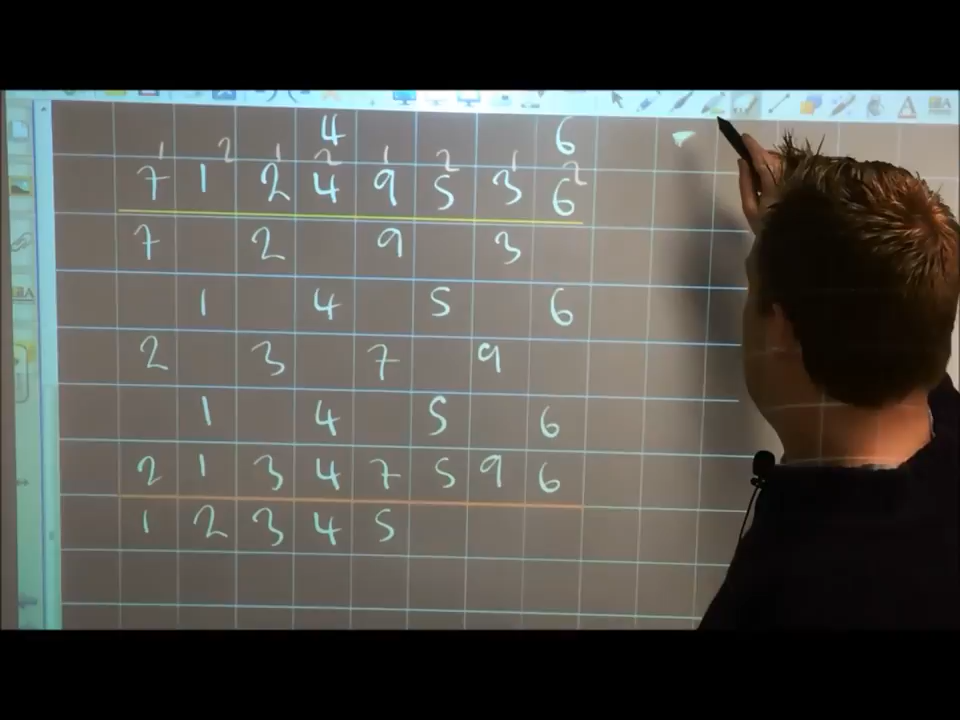 4 6
1 2 1 2 1 2 1 2
7 1 2 4 9 5 3 6
7 2 9 3
1 4 5 6
2 3 7 9
1 4 5 6
2 1 3 4 7 5 9 6
1 2 3 4 5